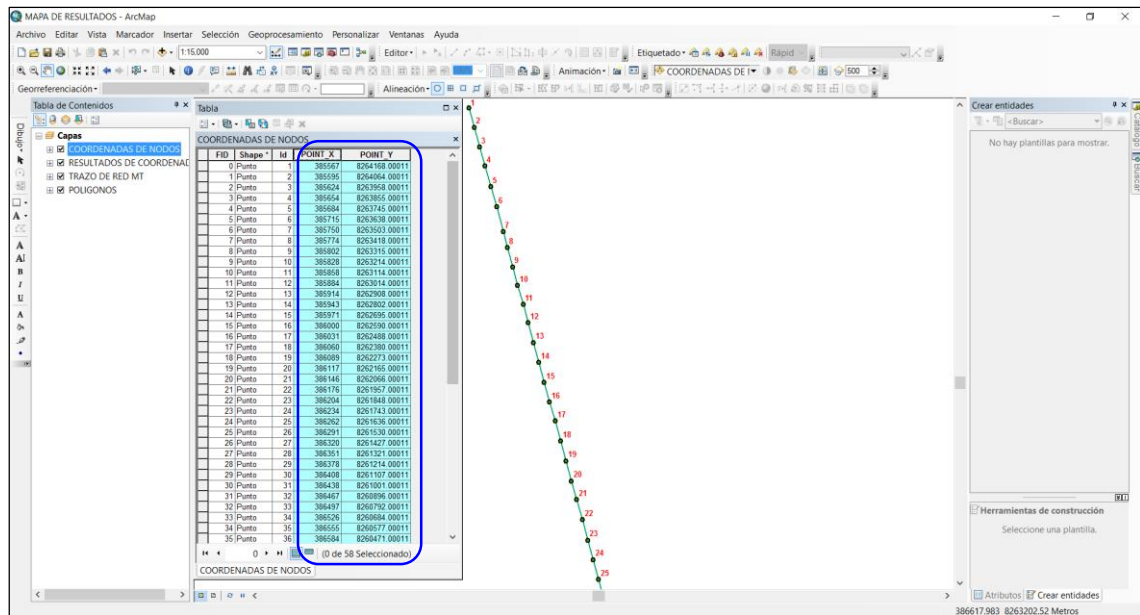 MAPA DE RESULTADOS - ArcMap
Archivo Editar Vista Marcador Insertar Selección Geoprocesamiento Personalizar Ventanas Ayuda
1:15.000 Editor Etiquetado Rápid
Animación COORDENADAS DE 500
Georreferenciación Alineación
Tabla de Contenidos
Dibujo
Capas
COORDENADAS DE NODOS
RESULTADOS DE COORDENAD
TRAZO DE RED MT
POLIGONOS
Tabla
COORDENADAS DE NODOS
FID Shape * Id POINT_X POINT_Y
0 Punto 1 385567 8264168.00011
1 Punto 2 385595 8264064.00011
2 Punto 3 385624 8263958.00011
3 Punto 4 385654 8263855.00011
4 Punto 5 385684 8263745.00011
5 Punto 6 385715 8263638.00011
6 Punto 7 385750 8263503.00011
7 Punto 8 385774 8263418.00011
8 Punto 9 385802 8263315.00011
9 Punto 10 385828 8263214.00011
10 Punto 11 385858 8263114.00011
11 Punto 12 385884 8263014.00011
12 Punto 13 385914 8262908.00011
13 Punto 14 385943 8262802.00011
14 Punto 15 385971 8262695.00011
15 Punto 16 386000 8262590.00011
16 Punto 17 386031 8262488.00011
17 Punto 18 386060 8262380.00011
18 Punto 19 386089 8262273.00011
19 Punto 20 386117 8262165.00011
20 Punto 21 386146 8262066.00011
21 Punto 22 386176 8261957.00011
22 Punto 23 386204 8261848.00011
23 Punto 24 386234 8261743.00011
24 Punto 25 386262 8261636.00011
25 Punto 26 386291 8261530.00011
26 Punto 27 386320 8261427.00011
27 Punto 28 386351 8261321.00011
28 Punto 29 386378 8261214.00011
29 Punto 30 386408 8261107.00011
30 Punto 31 386438 8261001.00011
31 Punto 32 386467 8260896.00011
32 Punto 33 386497 8260792.00011
33 Punto 34 386526 8260684.00011
34 Punto 35 386555 8260577.00011
35 Punto 36 386584 8260471.00011
0 (0 de 58 Seleccionado)
COORDENADAS DE NODOS
1
2
3
4
5
6
7
8
9
10
11
12
13
14
15
16
17
18
19
20
21
22
23
24
25
Crear entidades
<Buscar>
No hay plantillas para mostrar.
Catálogo
Buscar
Herramientas de construcción
Seleccione una plantilla.
Atributos Crear entidades
386617.983 8263202,52 Metros